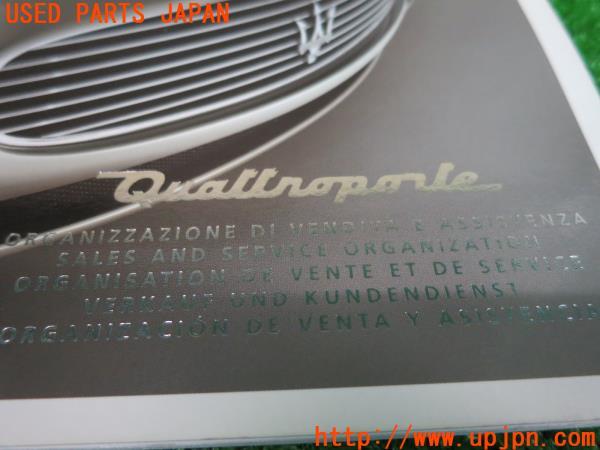 USED PARTS JAPAN
Quattroporte
ORGANIZZAZIONE DI VENDITA E ASSISTENZA
SALES AND SERVICE ORGANIZATION
ORGANISATION DE VENTE ET DE SERVICE
VERKAUF UND KUNDENDIENST
ORGANIZACIÓN DE VENTA Y ASISTENCIA
http://www.upjpn.com/